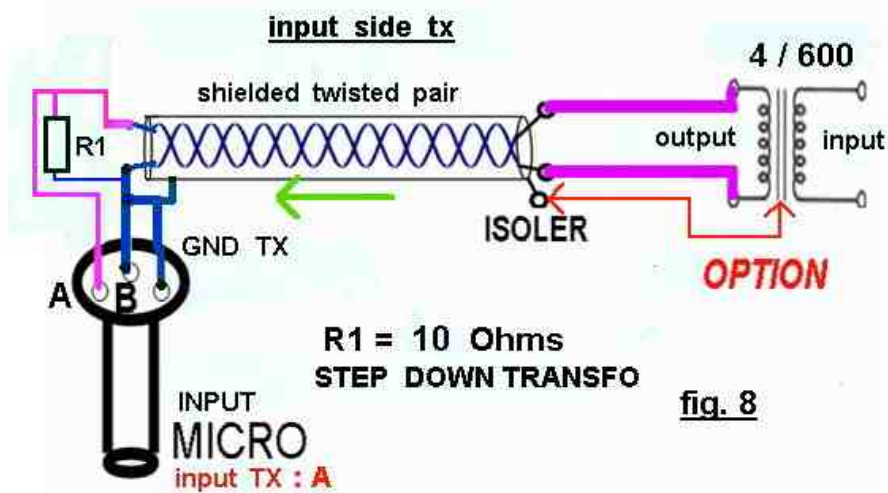 input side tx
4 / 600
shielded twisted pair
R1
output
input
GND TX
ISOLER
OPTION
A
B
R1 = 10 Ohms
STEP DOWN TRANSFO
fig. 8
INPUT
MICRO
input TX : A